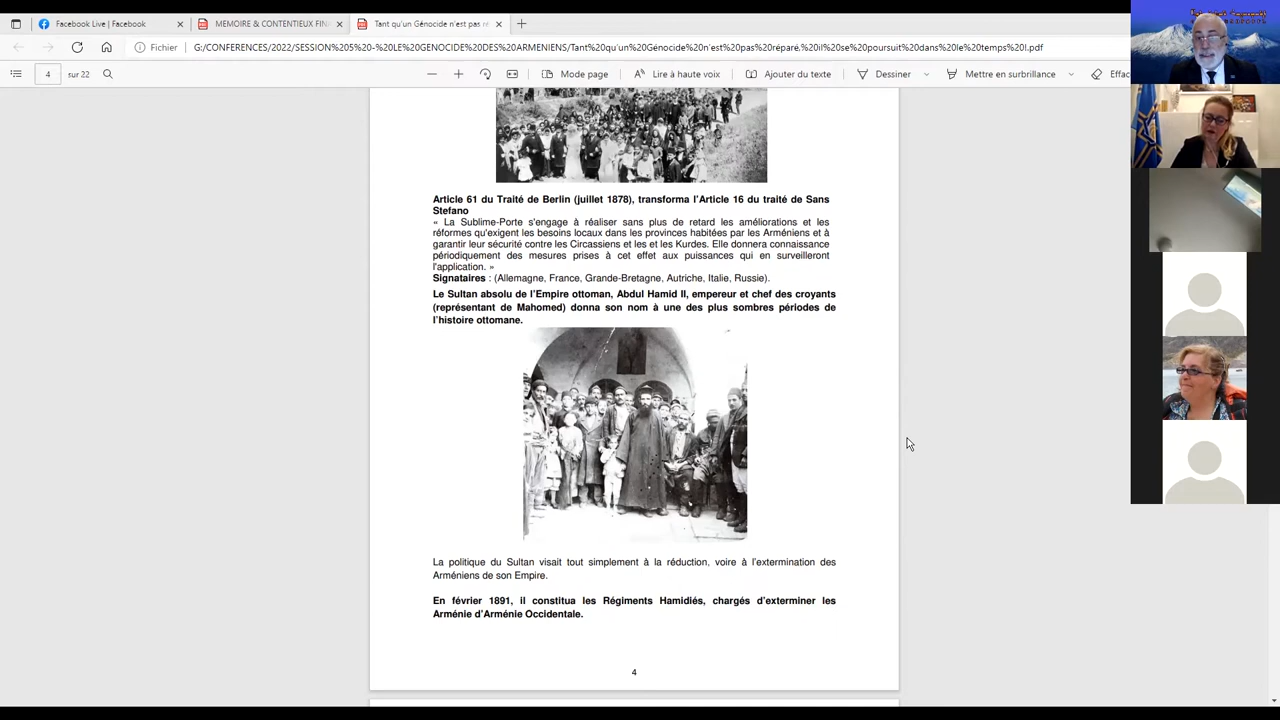 Facebook Live | Facebook
MEMOIRE & CONTENTIEUX FIN
Tant qu'un Génocide n'est pas ré
Fichier
G:/CONFERENCES/2022/SESSION%205%20-%20LE%20GENOCIDE%20DES%20ARMENIENS/Tant%20qu'un%20Génocide%20n'est%20pas%20réparé,%20il%20se%20poursuit%20dans%20le%20temps%20I.pdf
4 sur 22
Mode page
Lire à haute voix
Ajouter du texte
Dessiner
Mettre en surbrillance
Effac
Article 61 du Traité de Berlin (juillet 1878), transforma l'Article 16 du traité de Sans
Stefano
« La Sublime-Porte s'engage à réaliser sans plus de retard les améliorations et les
réformes qu'exigent les besoins locaux dans les provinces habitées par les Arméniens et à
garantir leur sécurité contre les Circassiens et les et les Kurdes. Elle donnera connaissance
périodiquement des mesures prises à cet effet aux puissances qui en surveilleront
l'application. »
Signataires : (Allemagne, France, Grande-Bretagne, Autriche, Italie, Russie).
Le Sultan absolu de l'Empire ottoman, Abdul Hamid II, empereur et chef des croyants
(représentant de Mahomed) donna son nom à une des plus sombres périodes de
l'histoire ottomane.
La politique du Sultan visait tout simplement à la réduction, voire à l'extermination des
Arméniens de son Empire.
En février 1891, il constitua les Régiments Hamidiés, chargés d'exterminer les
Arménie d'Arménie Occidentale.
4